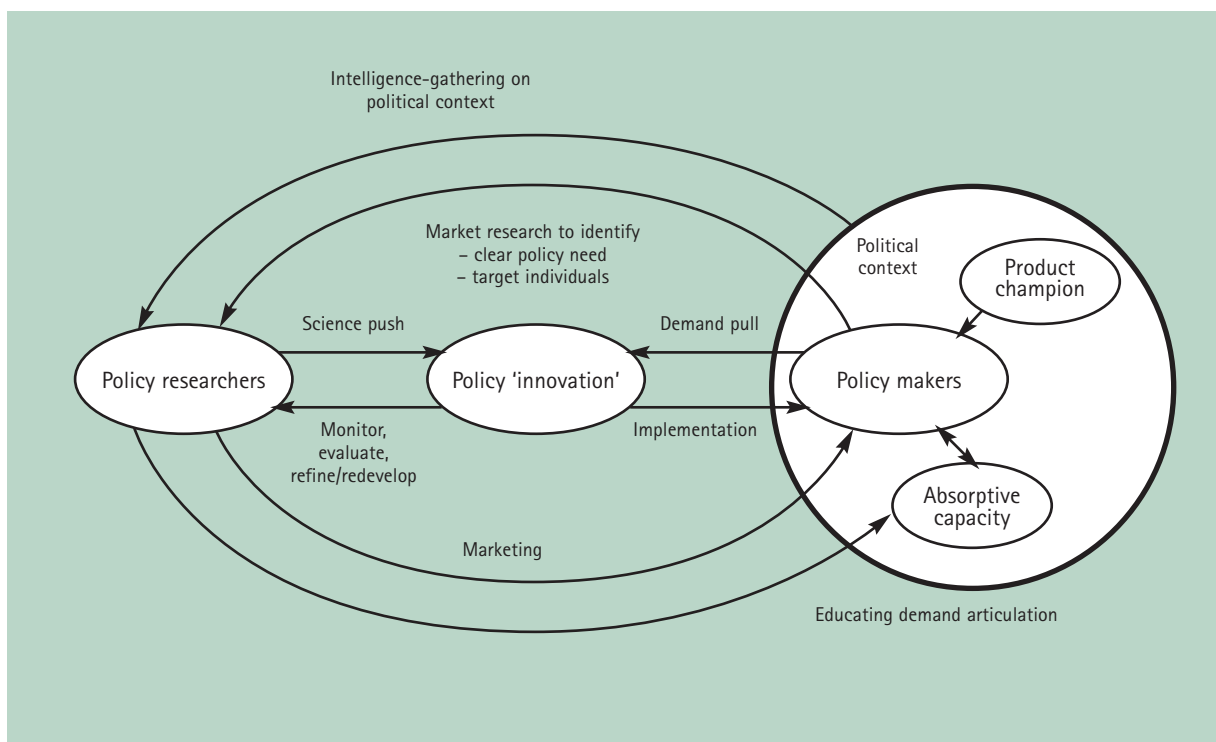 Intelligence-gathering on
political context
Market research to identify
– clear policy need
– target individuals
Political
context
Product
champion
Science push
Demand pull
Policy researchers
Policy 'innovation'
Policy makers
Monitor,
evaluate,
refine/redevelop
Implementation
Absorptive
capacity
Marketing
Educating demand articulation